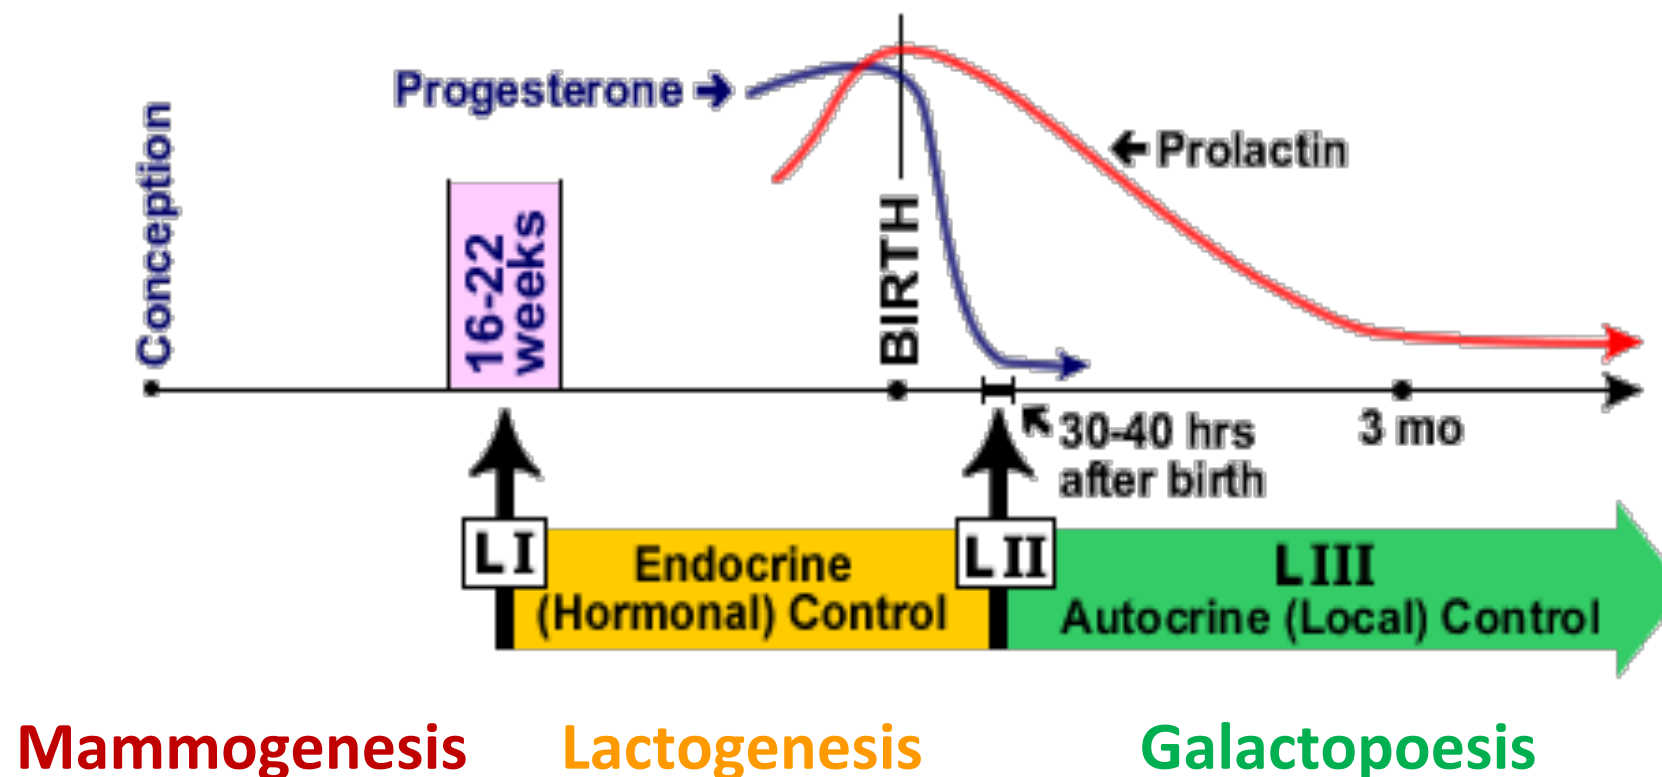 Progesterone →
← Prolactin
Conception
16-22
weeks
BIRTH
30-40 hrs
after birth
3 mo
L I
Endocrine
(Hormonal) Control
L II
L III
Autocrine (Local) Control
Mammogenesis
Lactogenesis
Galactopoesis